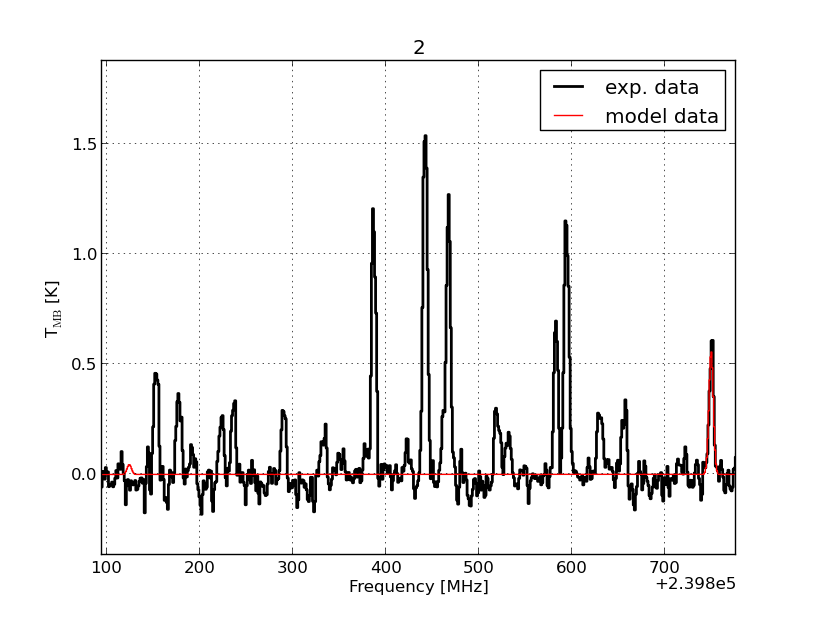 2
exp. data
model data
1.5
1.0
0.5
0.0
T_MB [K]
100 200 300 400 500 600 700
Frequency [MHz]
+2.398e5